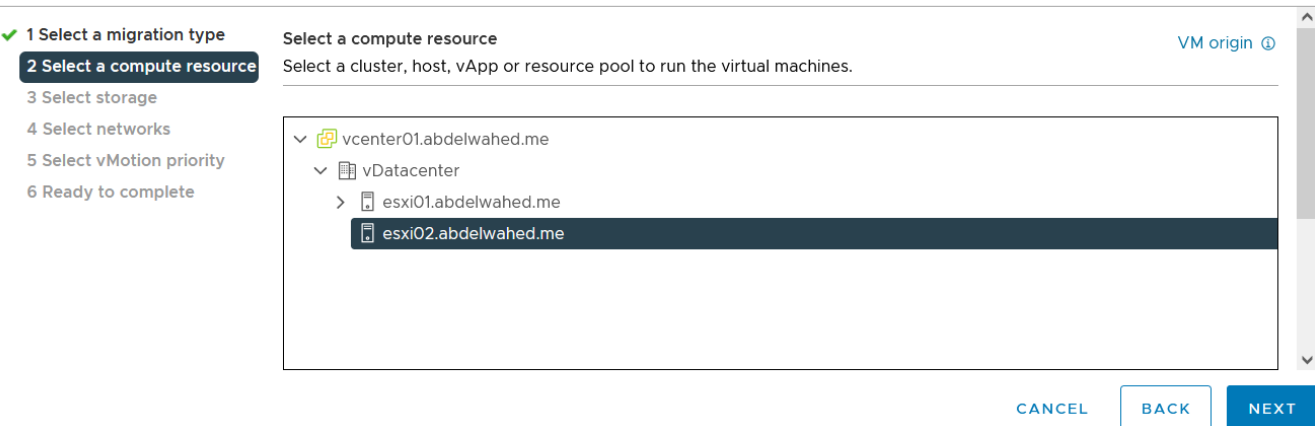 1 Select a migration type
2 Select a compute resource
3 Select storage
4 Select networks
5 Select vMotion priority
6 Ready to complete
Select a compute resource
VM origin
Select a cluster, host, vApp or resource pool to run the virtual machines.
vcenter01.abdelwahed.me
vDatacenter
esxi01.abdelwahed.me
esxi02.abdelwahed.me
CANCEL
BACK
NEXT